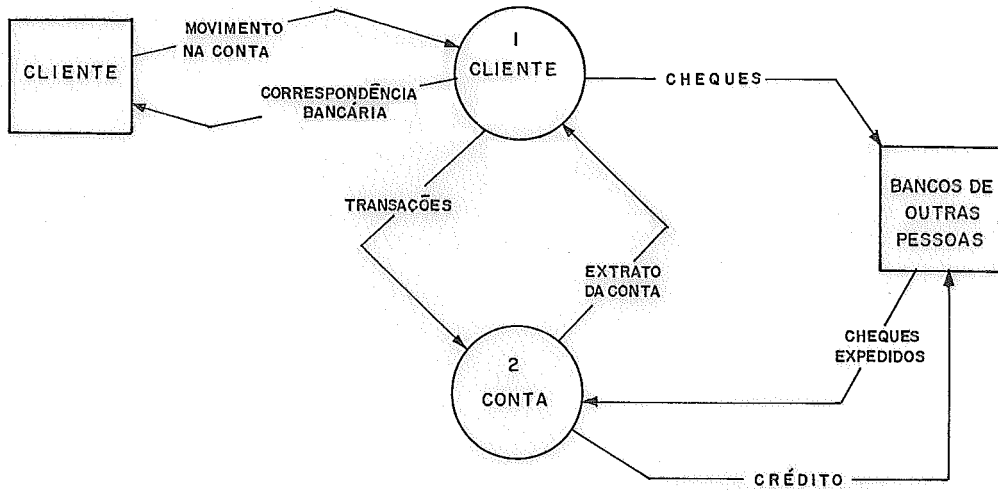 CLIENTE
MOVIMENTO
NA CONTA
CORRESPONDÊNCIA
BANCÁRIA
1
CLIENTE
CHEQUES
BANCOS DE
OUTRAS
PESSOAS
TRANSAÇÕES
EXTRATO
DA CONTA
CHEQUES
EXPEDIDOS
2
CONTA
CRÉDITO